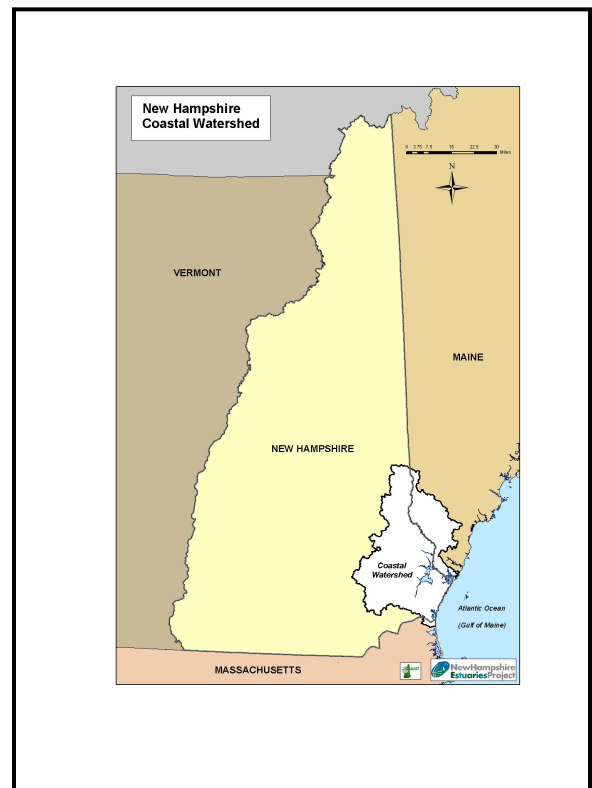 New Hampshire
Coastal Watershed
0 3.75 7.5 15 22.5 30
Miles
N
VERMONT
MAINE
NEW HAMPSHIRE
Coastal
Watershed
Atlantic Ocean
(Gulf of Maine)
MASSACHUSETTS
NewHampshire
EstuariesProject